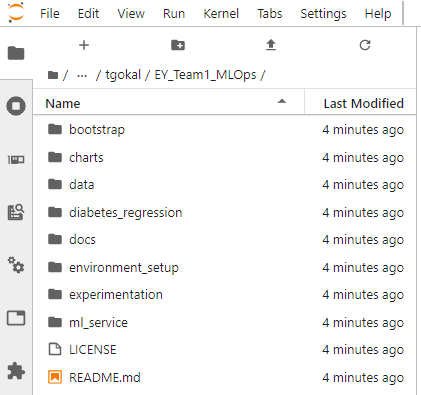 File Edit View Run Kernel Tabs Settings Help
/ ... / tgokal / EY_Team1_MLOps /
Name Last Modified
bootstrap 4 minutes ago
charts 4 minutes ago
data 4 minutes ago
diabetes_regression 4 minutes ago
docs 4 minutes ago
environment_setup 4 minutes ago
experimentation 4 minutes ago
ml_service 4 minutes ago
LICENSE 4 minutes ago
README.md 4 minutes ago